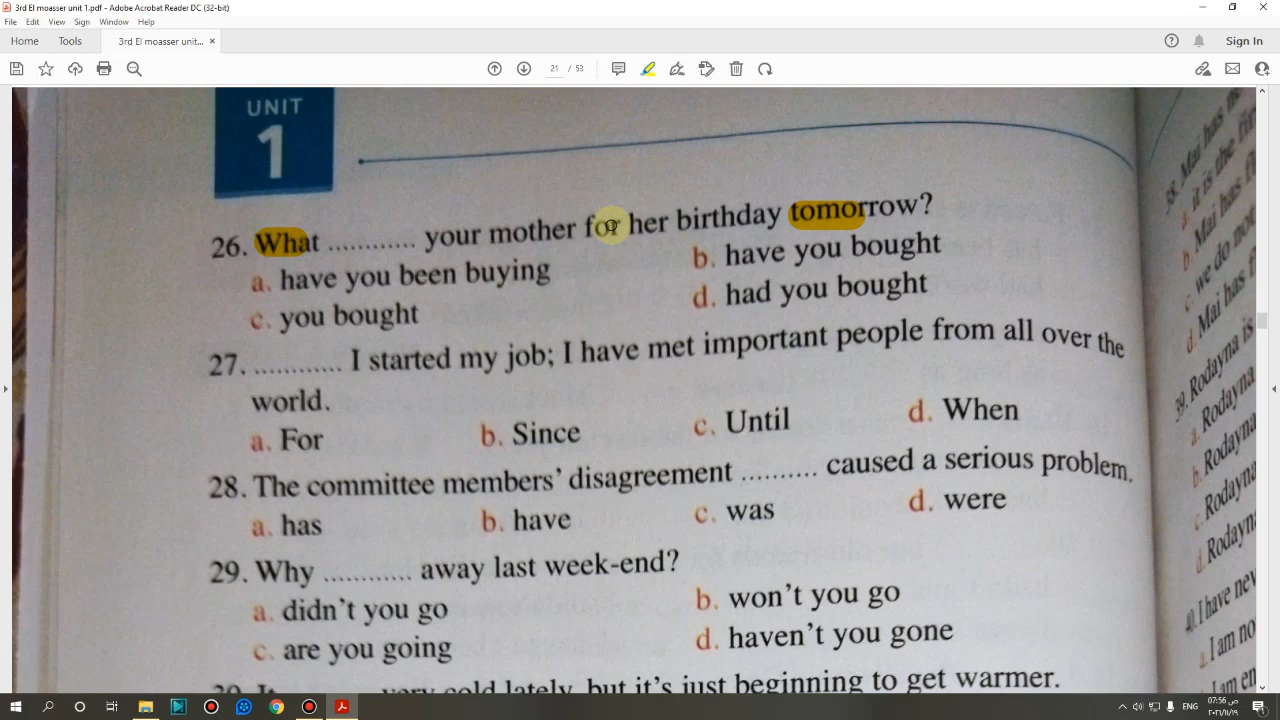 3rd El moasser unit 1.pdf - Adobe Acrobat Reader DC (32-bit)
File Edit View Sign Window Help
Home Tools 3rd El moasser unit... × Sign In
21 / 53
UNIT
1
26. What ............ your mother for her birthday tomorrow?
a. have you been buying b. have you bought
c. you bought d. had you bought
27. ............ I started my job; I have met important people from all over the
world.
a. For b. Since c. Until d. When
28. The committee members' disagreement .......... caused a serious problem.
a. has b. have c. was d. were
29. Why ............ away last week-end?
a. didn't you go b. won't you go
c. are you going d. haven't you gone
very cold lately, but it's just beginning to get warmer.
38. Mai has
a. it is the
b. Mai has
c. we do not
d. Mai has
39. Rodayna is
a. Rodayna
b. Rodayna
c. Rodayna
d. Rodayna
40. I have nev
a. I am no
I am en
ENG 07:56 ص